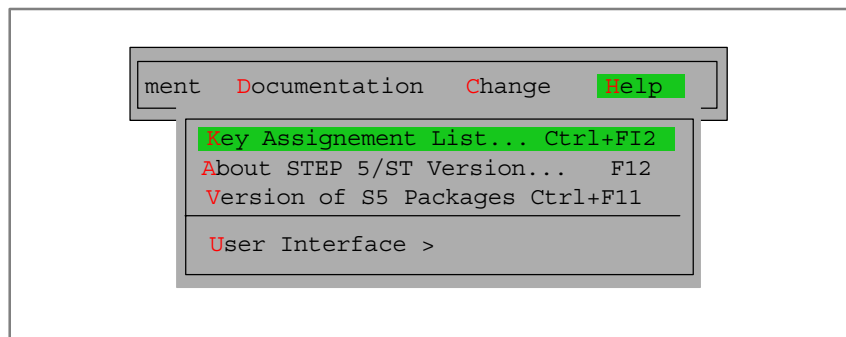 ment Documentation Change Help
Key Assignement List... Ctrl+FI2
About STEP 5/ST Version... F12
Version of S5 Packages Ctrl+F11
User Interface >